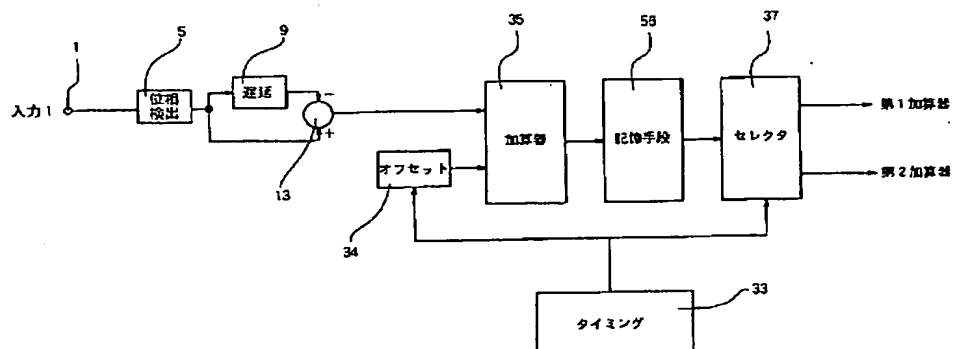 35
56
37
5
9
1
入力1
位相
検出
遅延
−
+
13
加算器
記憶手段
セレクタ
第1加算器
第2加算器
オフセット
34
タイミング
33